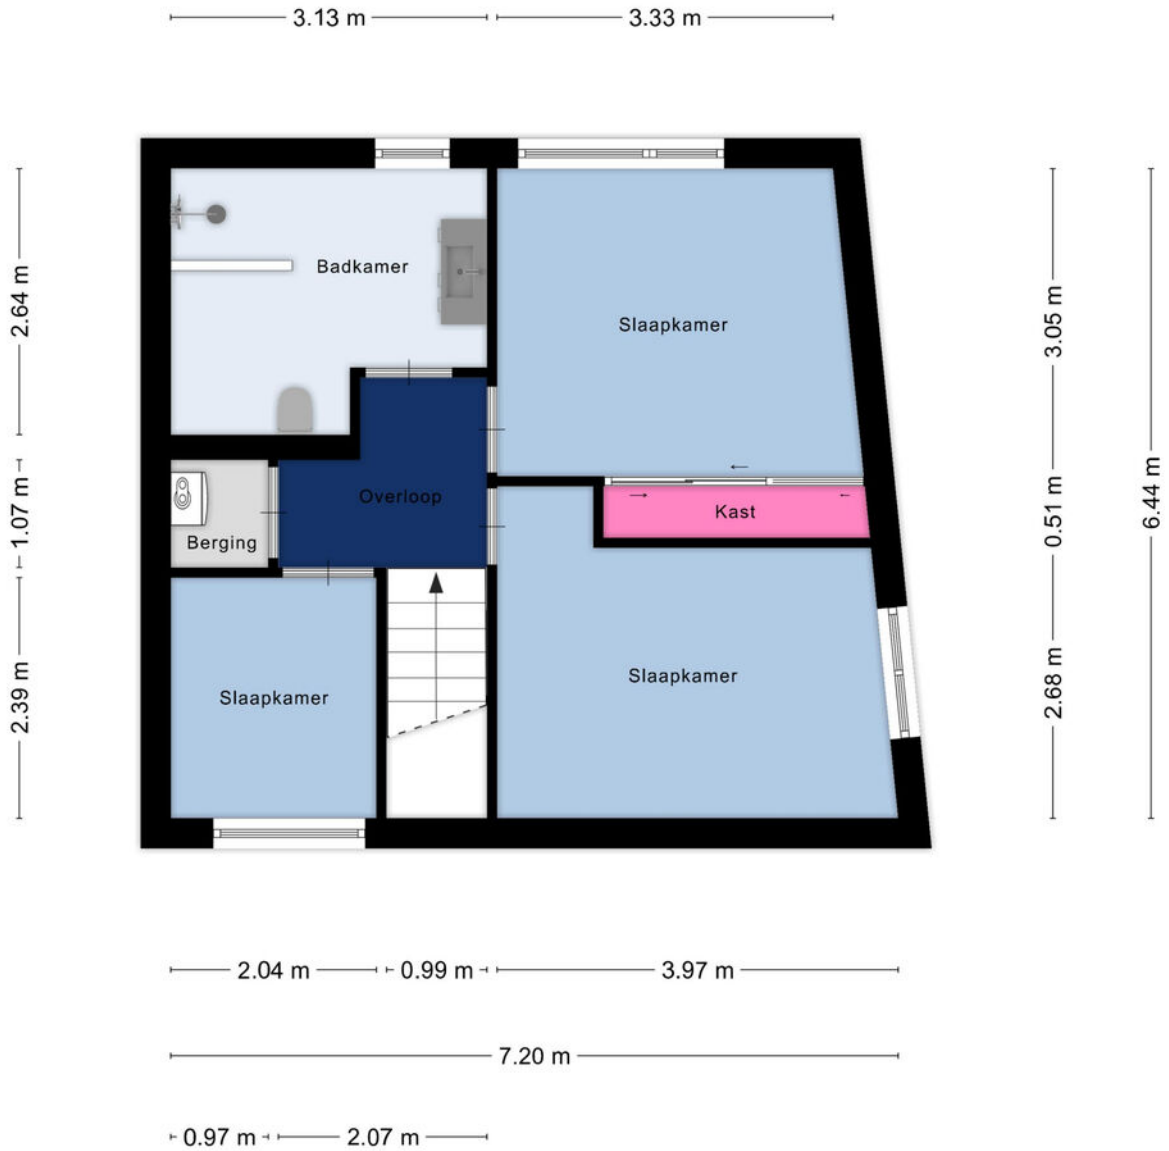 3.13 m
3.33 m
2.64 m
1.07 m
2.39 m
3.05 m
0.51 m
2.68 m
6.44 m
Badkamer
Slaapkamer
Overloop
Kast
Berging
Slaapkamer
Slaapkamer
2.04 m
0.99 m
3.97 m
7.20 m
0.97 m
2.07 m